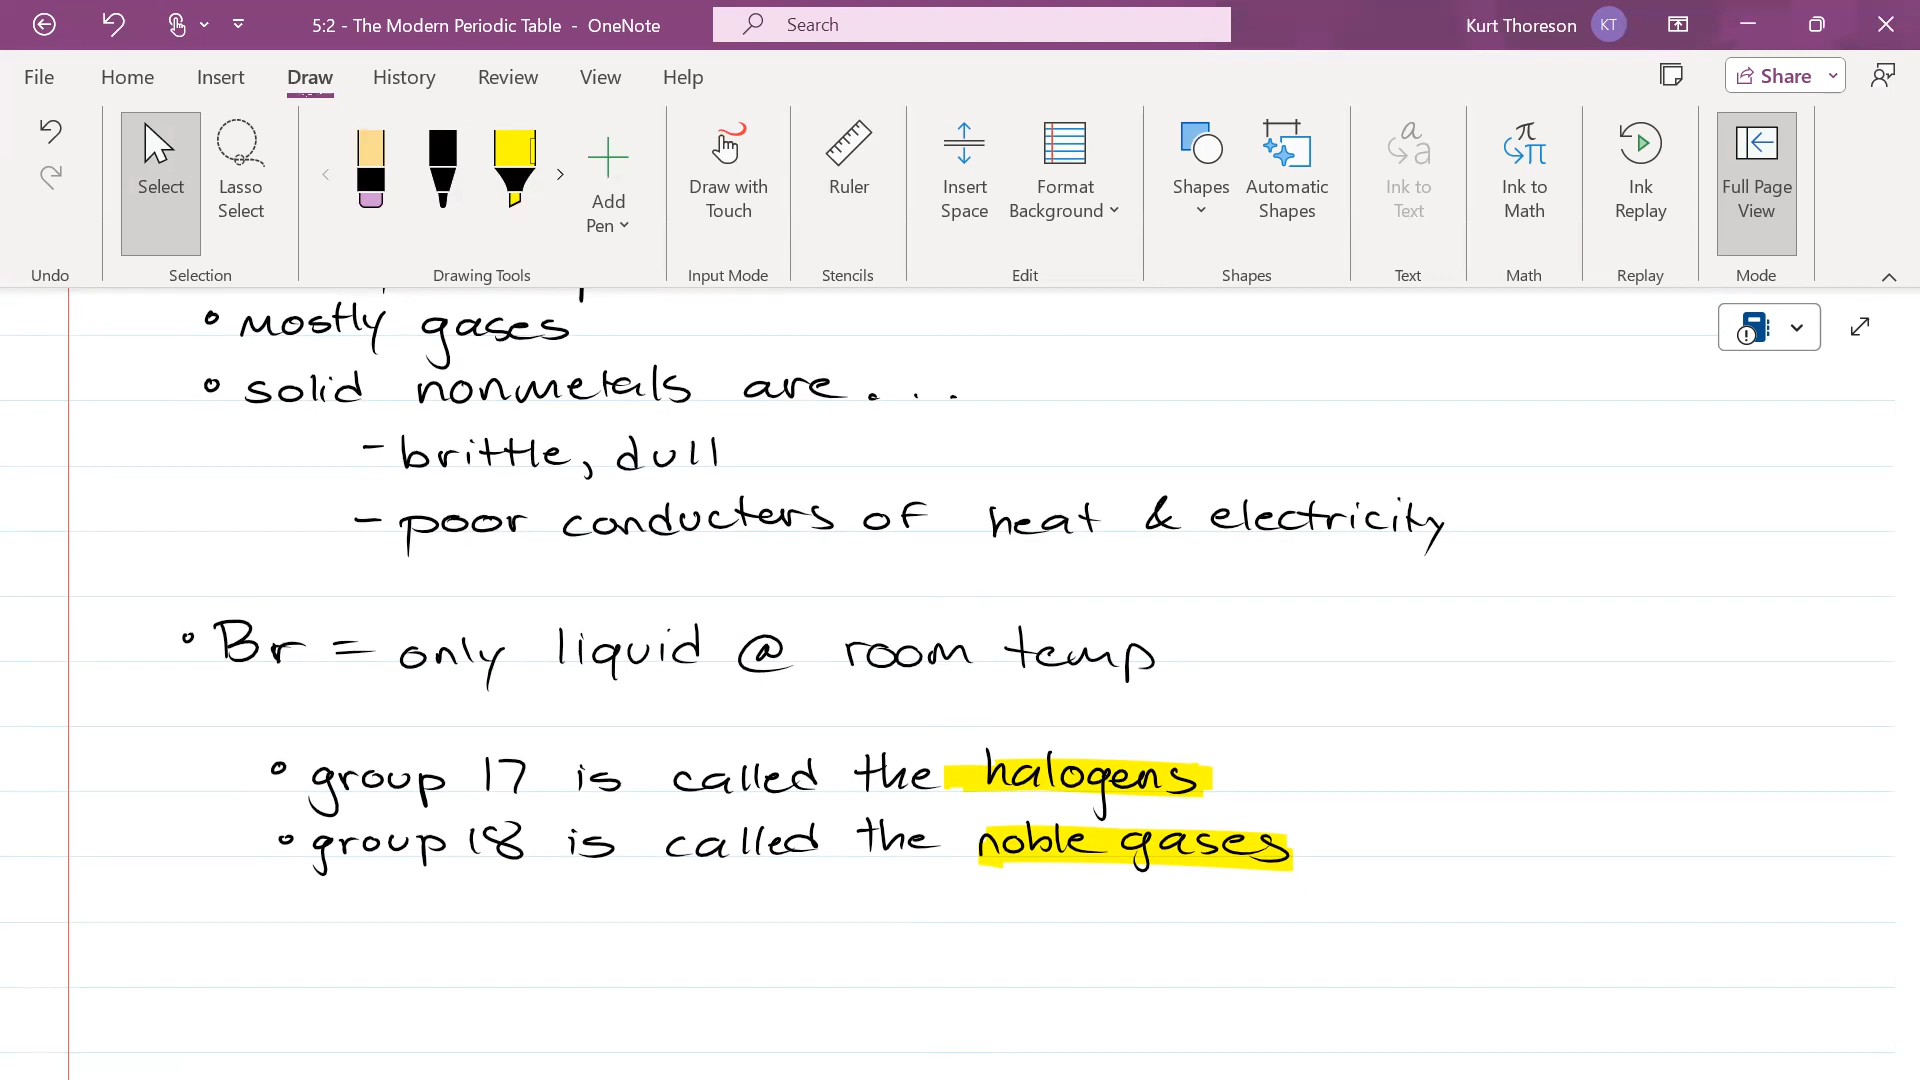 5:2 - The Modern Periodic Table - OneNote
Search
Kurt Thoreson KT
File Home Insert Draw History Review View Help
Share
Select
Lasso Select
Add Pen
Draw with Touch
Ruler
Insert Space
Format Background
Shapes
Automatic Shapes
a a
Ink to Text
π π
Ink to Math
Ink Replay
Full Page View
Undo Selection Drawing Tools Input Mode Stencils Edit Shapes Text Math Replay Mode
• mostly gases
• solid nonmetals are....
- brittle, dull
- poor conducters of heat & electricity
• Br = only liquid @ room temp
• group 17 is called the halogens
• group 18 is called the noble gases